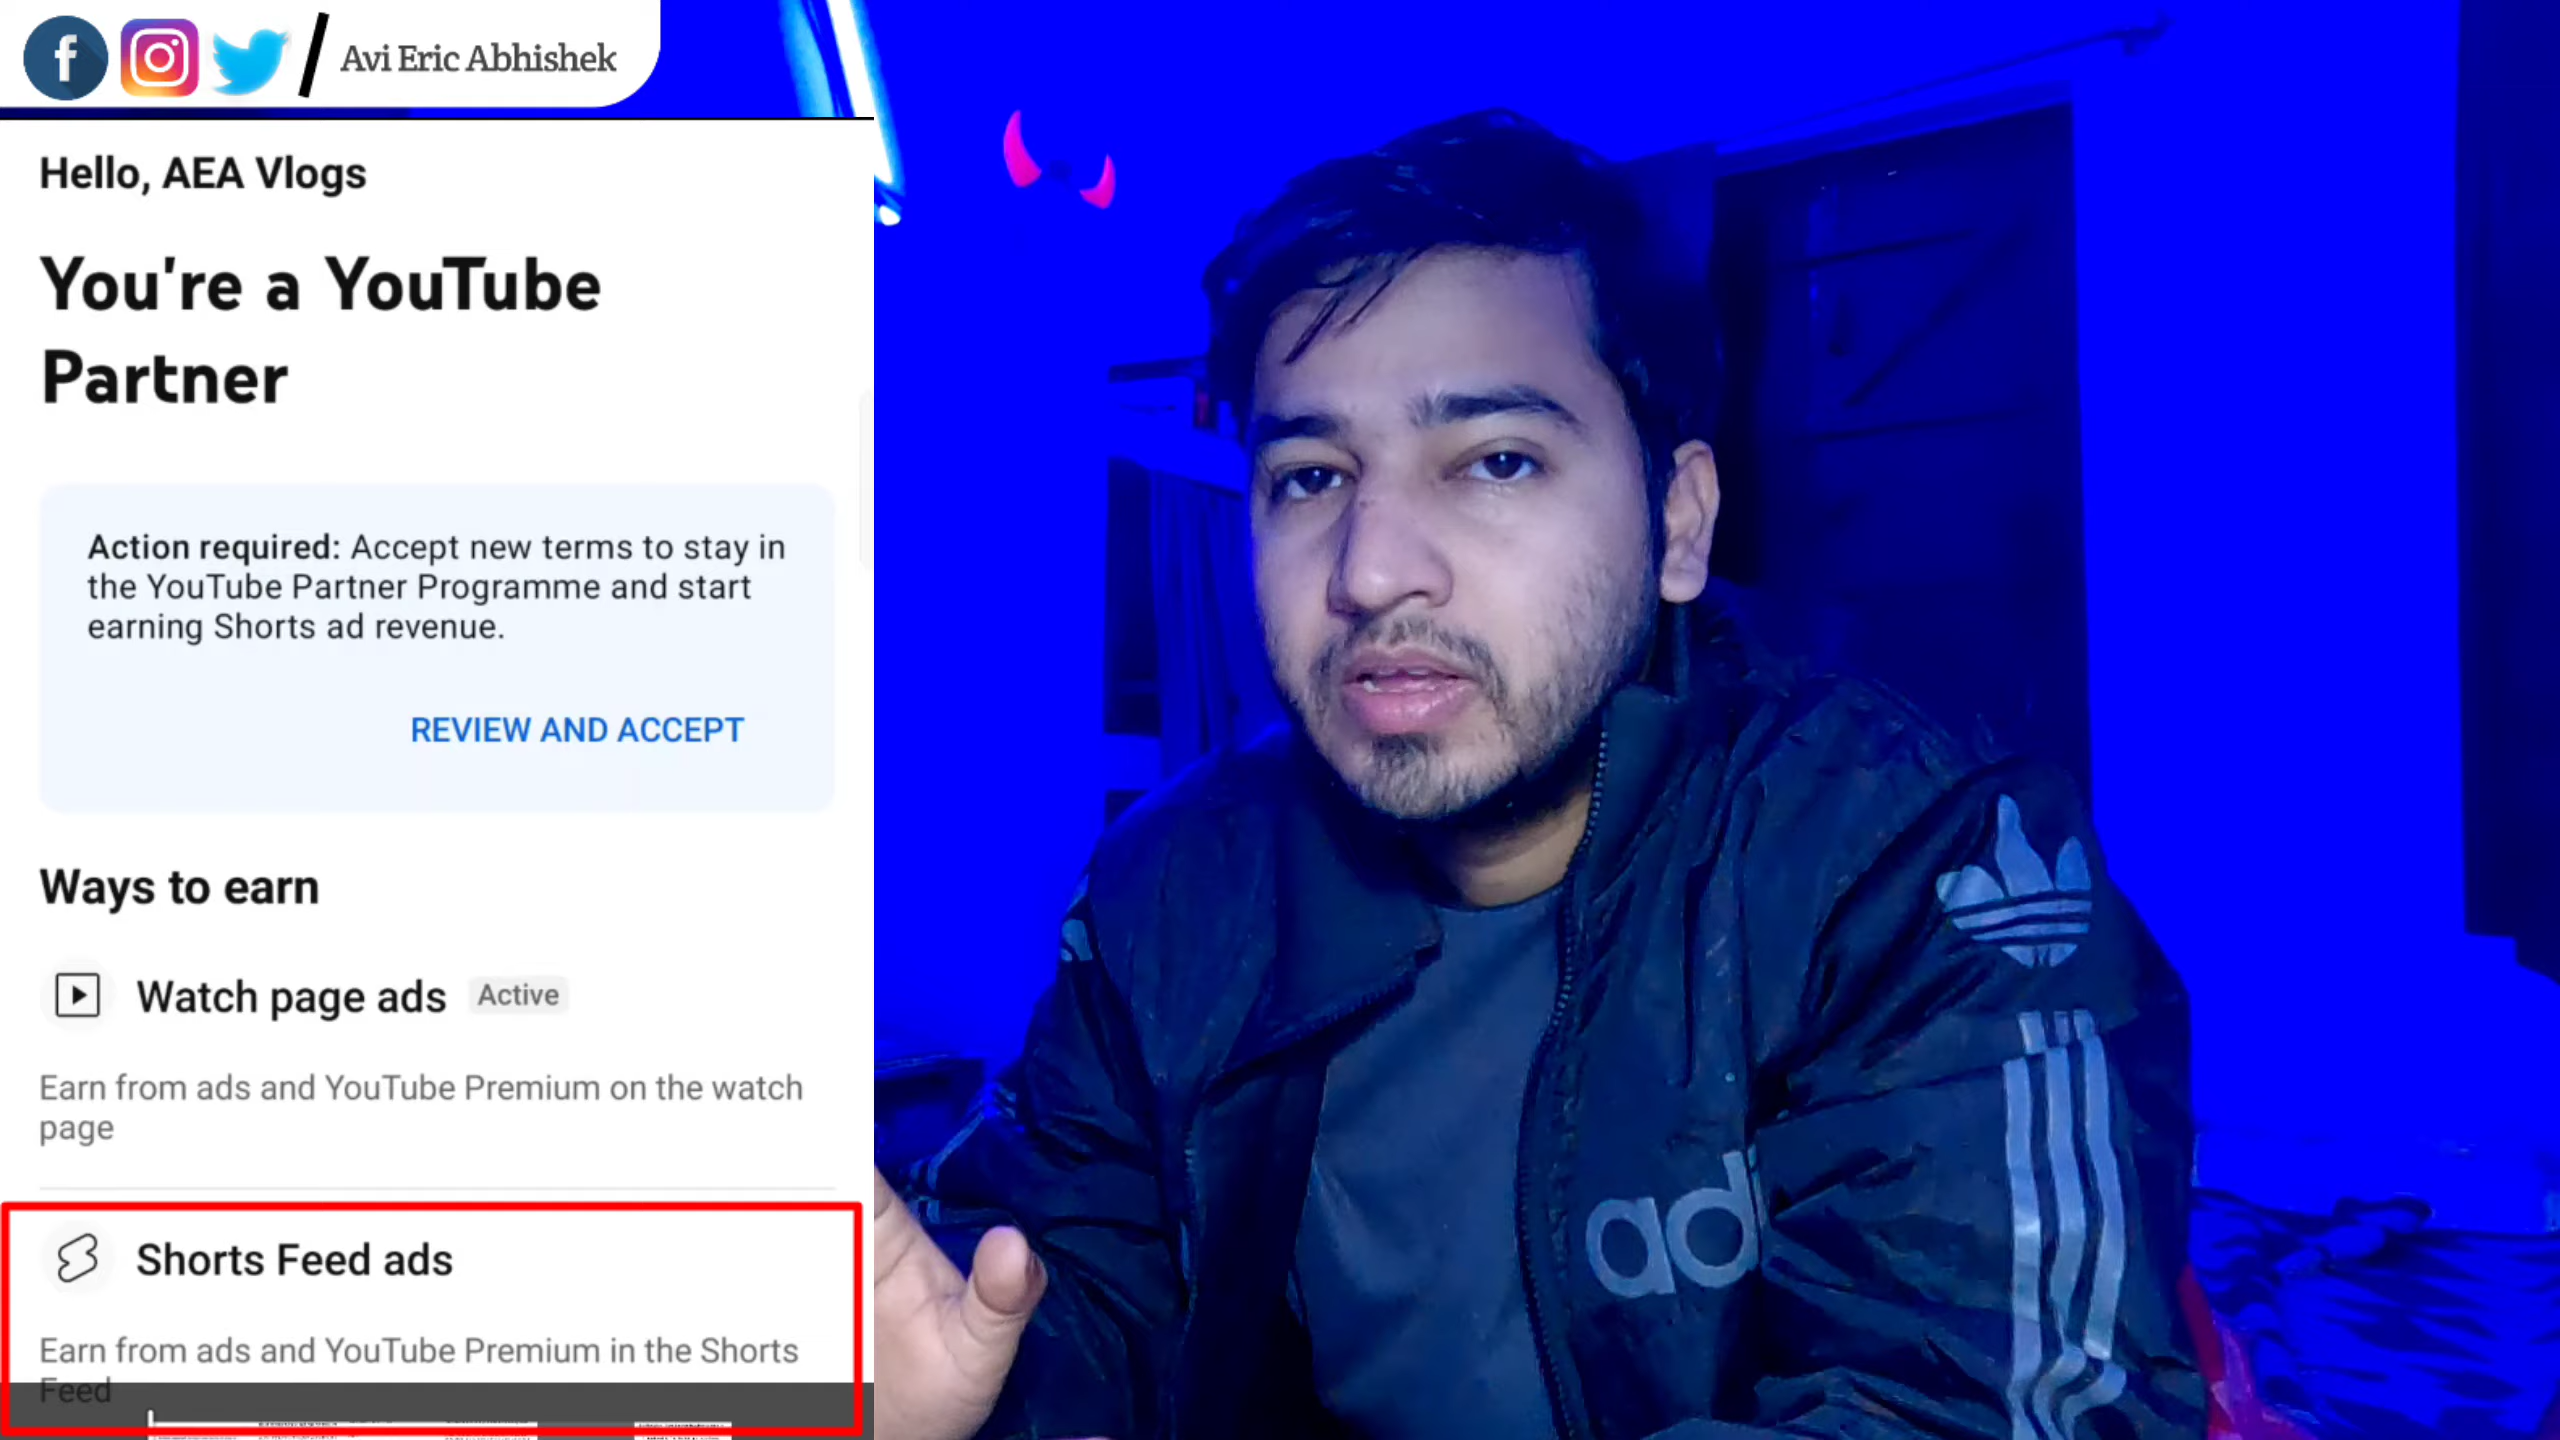 f
Avi Eric Abhishek
Hello, AEA Vlogs
You're a YouTube
Partner
Action required: Accept new terms to stay in
the YouTube Partner Programme and start
earning Shorts ad revenue.
REVIEW AND ACCEPT
Ways to earn
Watch page ads Active
Earn from ads and YouTube Premium on the watch
page
Shorts Feed ads
Earn from ads and YouTube Premium in the Shorts
Feed
adi